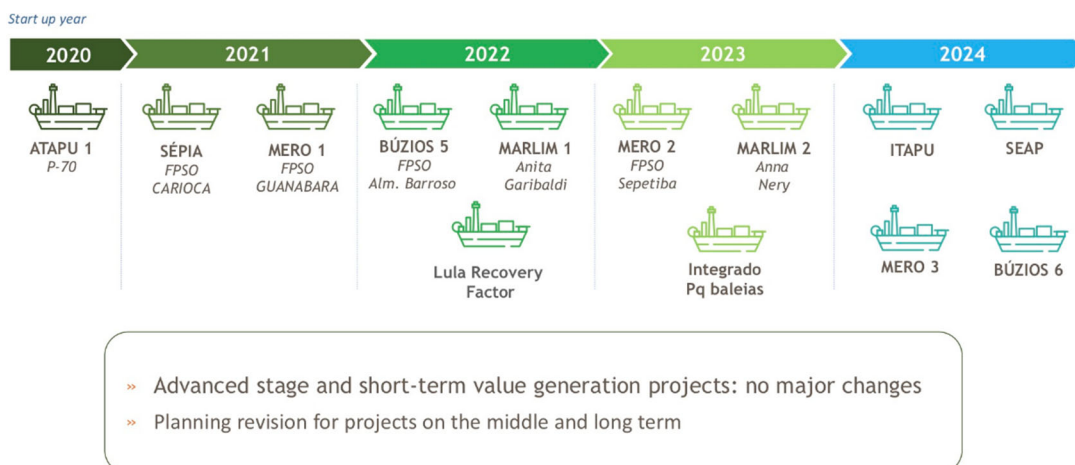 Start up year
2020
2021
2022
2023
2024
ATAPU 1
P-70
SÉPIA
FPSO
CARIOCA
MERO 1
FPSO
GUANABARA
BÚZIOS 5
FPSO
Alm. Barroso
MARLIM 1
Anita
Garibaldi
Lula Recovery
Factor
MERO 2
FPSO
Sepetiba
MARLIM 2
Anna
Nery
Integrado
Pq baleias
ITAPU
SEAP
MERO 3
BÚZIOS 6
» Advanced stage and short-term value generation projects: no major changes
» Planning revision for projects on the middle and long term